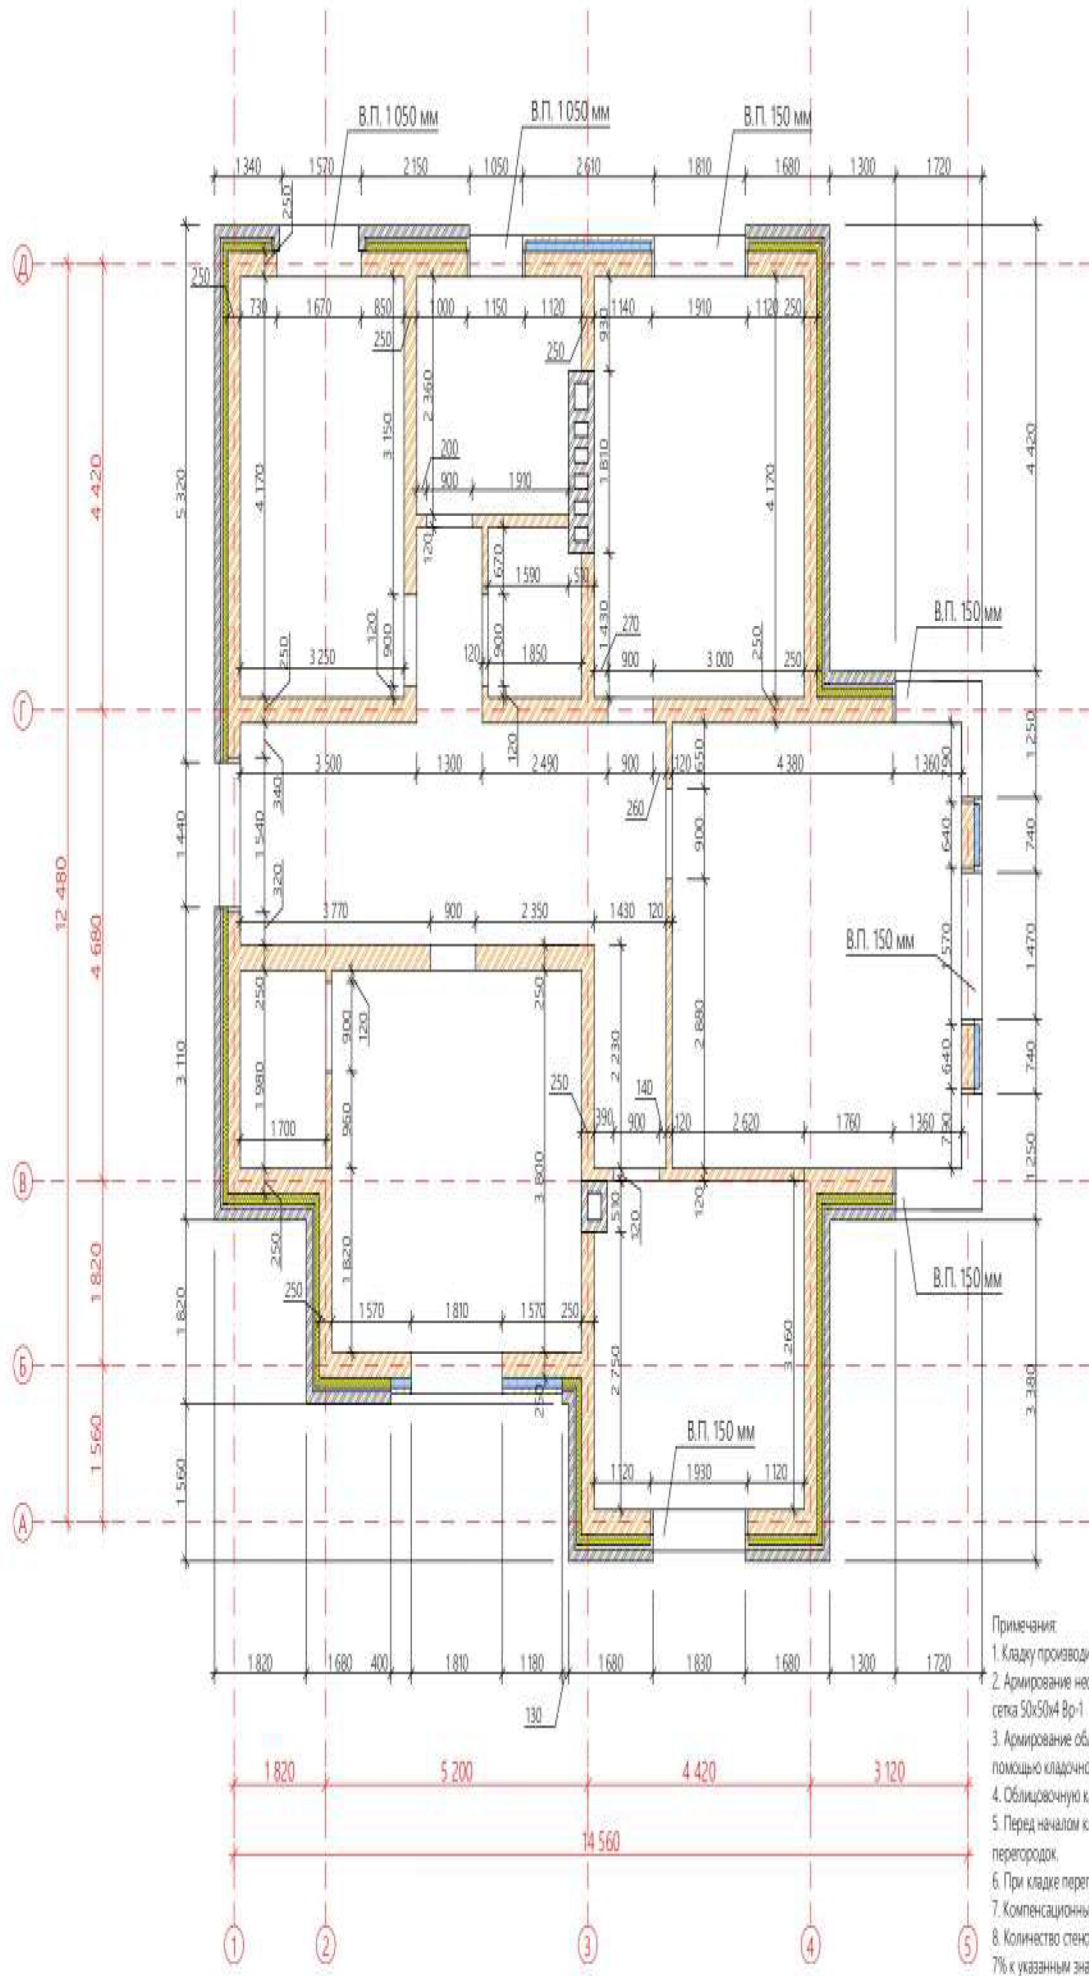 В.П. 1 050 мм
В.П. 1 050 мм
В.П. 150 мм
1 340 1 570 2 150 1 050 2 610 1 810 1 680 1 300 1 720
250
Д
250 730 1 670 850 1 000 1 150 1 120 1 140 1 910 1 120 250
250 250
930
2 360
3 150
4 420
5 320
4 170
1 810
4 170
4 420
200
900 1 910
120
670
1 590 510
В.П. 150 мм
120
900
250
120
900
1 850
1 430
270
250
3 250
900 3 000 250
Г
120
3 500 1 300 2 490 900 120 4 380 1 360
650
1 250
340
260
1 440
1 540
900
640
740
12 480
320
3 770 900 2 350 1 430 120
4 680
В.П. 150 мм
1 570
1 470
250
900
120
250
2 230
2 880
3 110
1 980
960
250
140
640
740
1 700
390 900 120 2 620 1 760 1 360
3 800
1 250
В
510
120
120
250
1 820
1 820
1 820
250
В.П. 150 мм
1 570 1 810 1 570 250
3 260
Б
2 750
250
3 380
1 560
В.П. 150 мм
1 560
1 120 1 930 1 120
А
Примечания:
1. Кладку производи
2. Армирование нес
сетка 50х50х4 Вр-1
3. Армирование обл
помощью кладочно
4. Облицовочную к
5. Перед началом к
перегородок.
6. При кладке перег
7. Компенсационны
8. Количество стено
7% к указанным зна
1 820 1 680 400 1 810 1 180 1 680 1 830 1 680 1 300 1 720
130
1 820 5 200 4 420 3 120
14 560
1 2 3 4 5